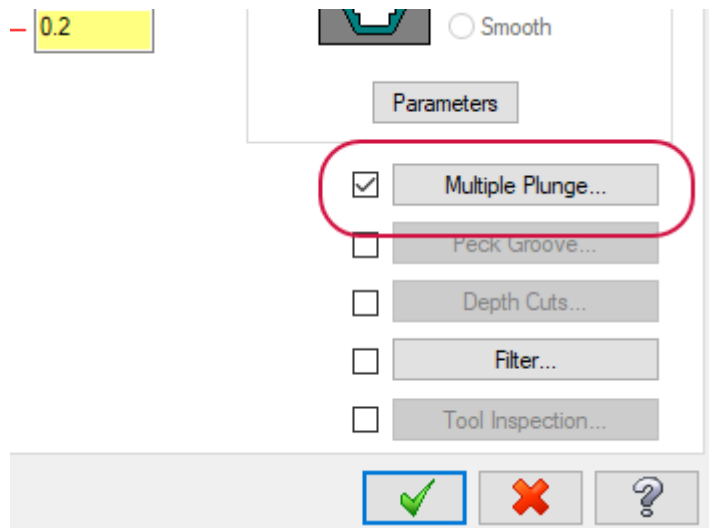 0.2
Smooth
Parameters
Multiple Plunge...
Peck Groove...
Depth Cuts...
Filter...
Tool Inspection...